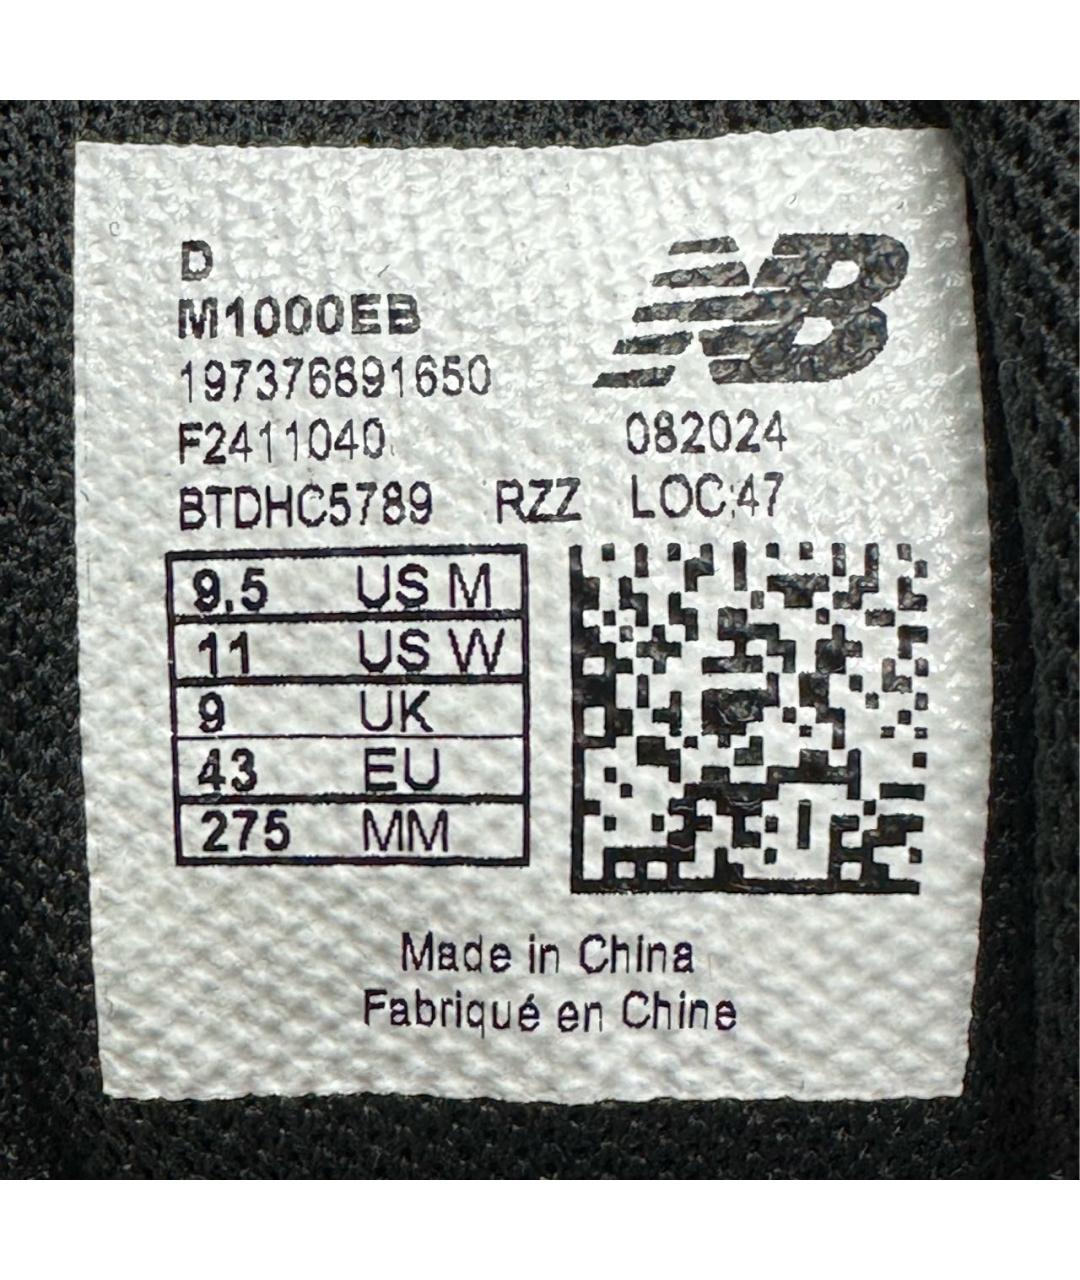 D
M1000EB
197376891650
F2411040
082024
BTDHC5789 RZZ LOC:47
9.5 US M
11 US W
9 UK
43 EU
275 MM
NB
Made in China
Fabriqué en Chine